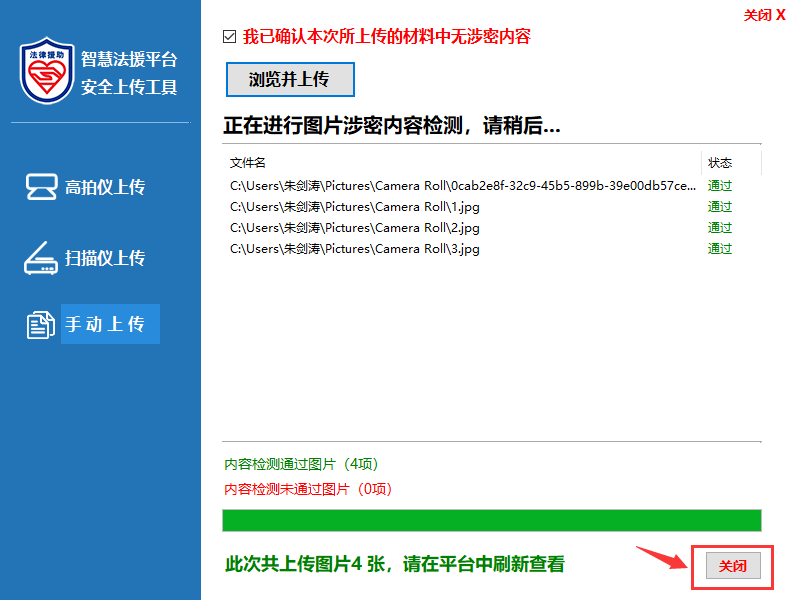 关闭 X
法律援助
智慧法援平台
安全上传工具
高拍仪上传
扫描仪上传
手动上传
我已确认本次所上传的材料中无涉密内容
浏览并上传
正在进行图片涉密内容检测，请稍后...
文件名 状态
C:\Users\朱剑涛\Pictures\Camera Roll\0cab2e8f-32c9-45b5-899b-39e00db57ce... 通过
C:\Users\朱剑涛\Pictures\Camera Roll\1.jpg 通过
C:\Users\朱剑涛\Pictures\Camera Roll\2.jpg 通过
C:\Users\朱剑涛\Pictures\Camera Roll\3.jpg 通过
内容检测通过图片（4项）
内容检测未通过图片（0项）
此次共上传图片4 张，请在平台中刷新查看
关闭